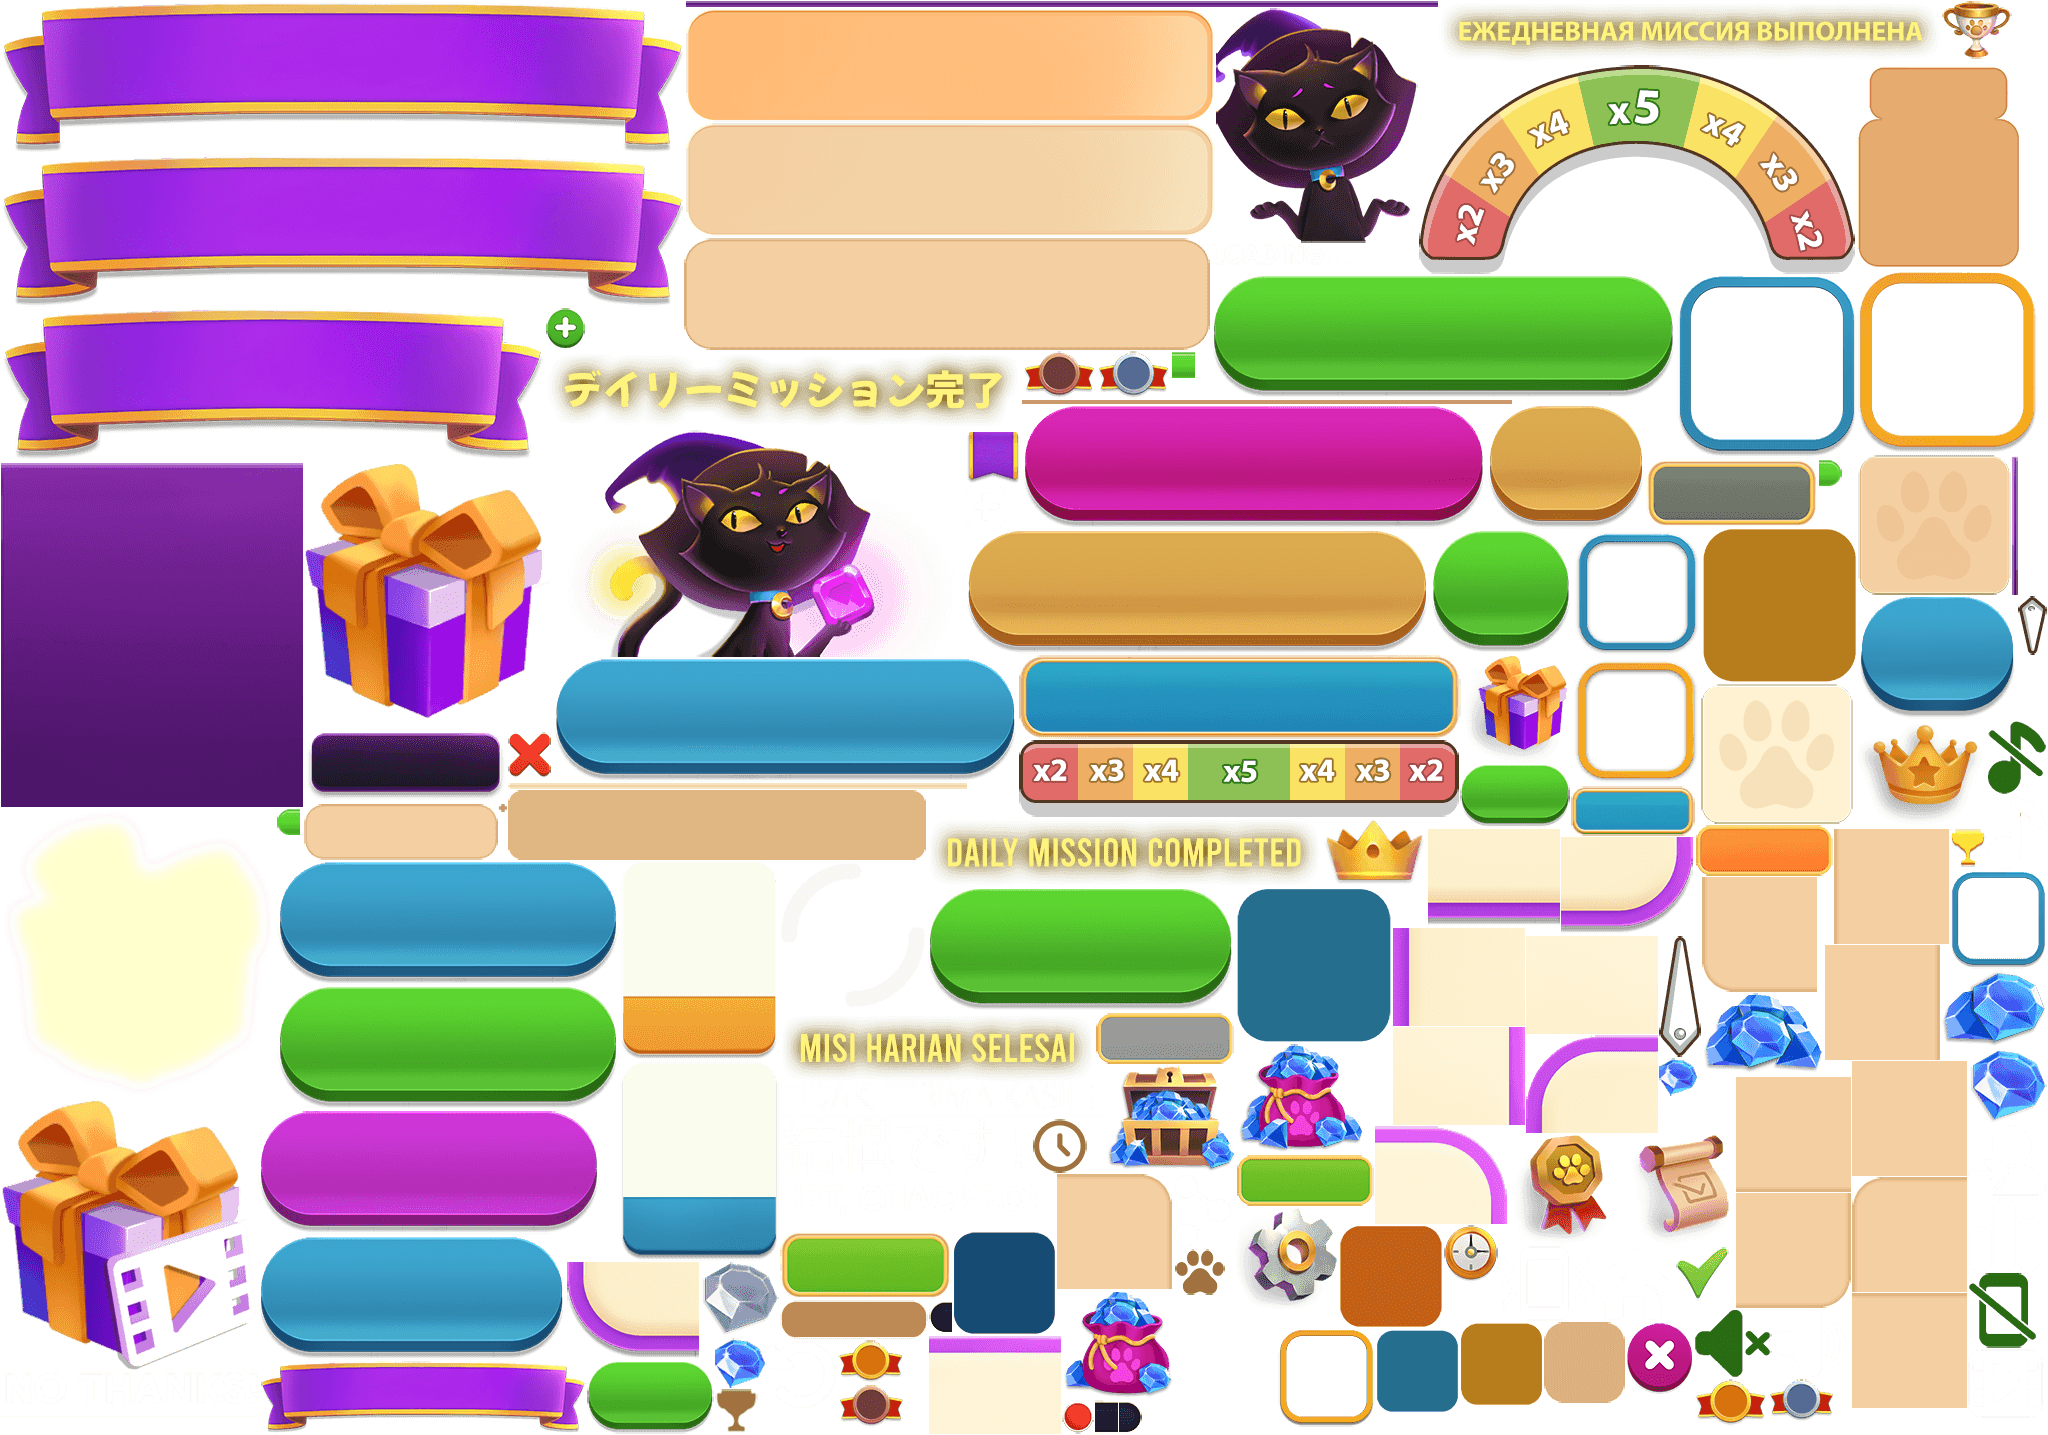 ЕЖЕДНЕВНАЯ МИССИЯ ВЫПОЛНЕНА
x2 x3 x4 x5 x4 x3 x2
デイリーミッション完了
x2 x3 x4 x5 x4 x3 x2
DAILY MISSION COMPLETED
MISI HARIAN SELESAI